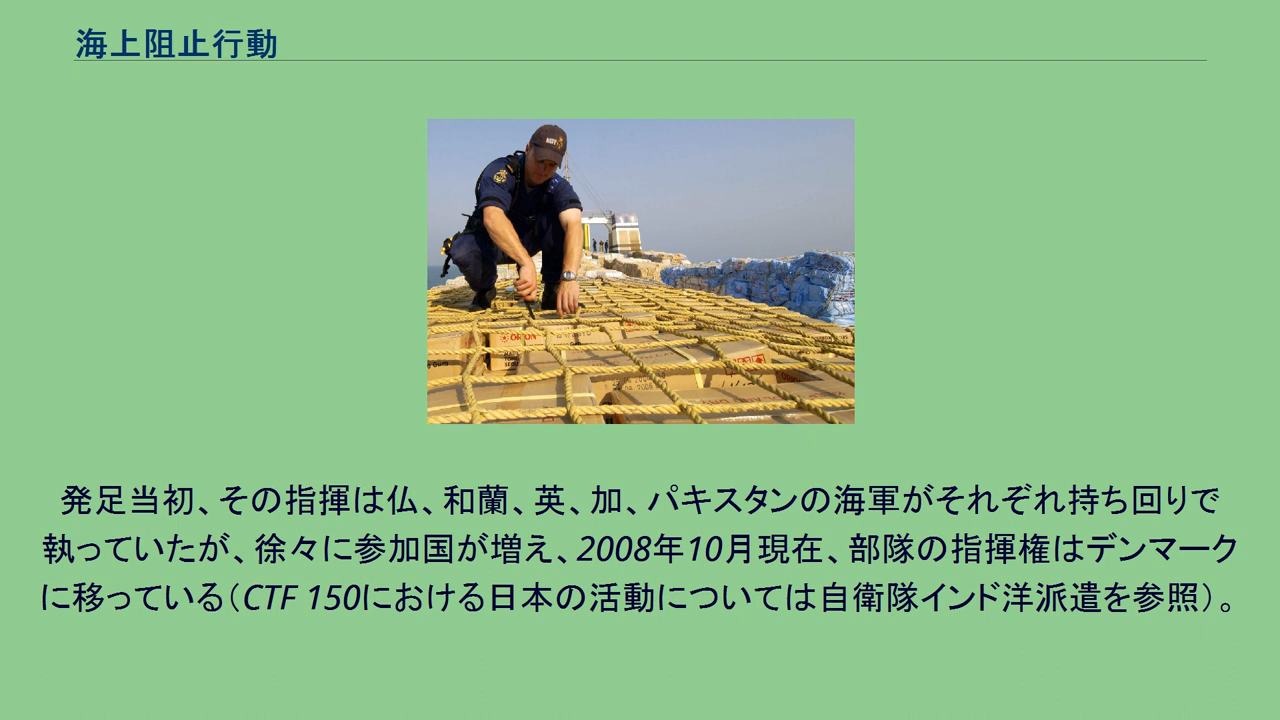 海上阻止行動
ORION
発足当初、その指揮は仏、和蘭、英、加、パキスタンの海軍がそれぞれ持ち回りで
執っていたが、徐々に参加国が増え、2008年10月現在、部隊の指揮権はデンマーク
に移っている（CTF 150における日本の活動については自衛隊インド洋派遣を参照）。